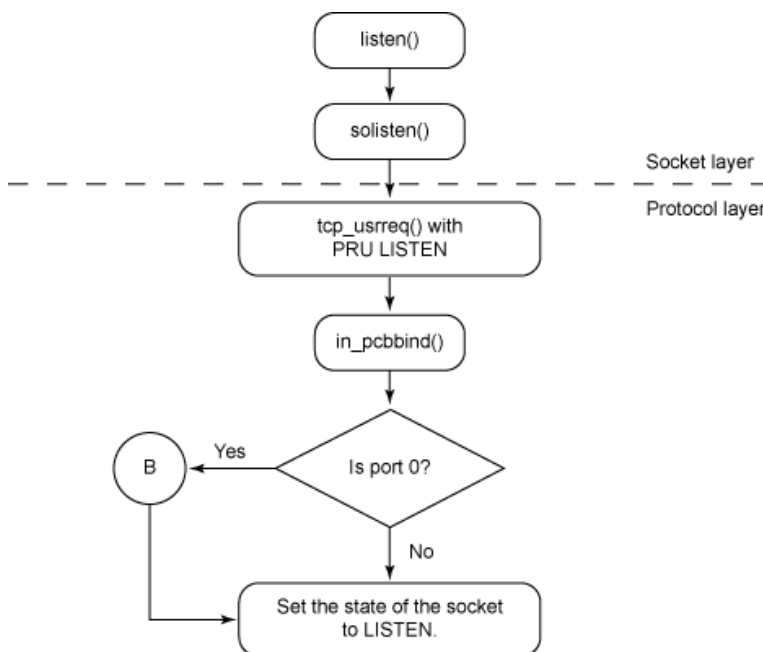 listen()
solisten()
Socket layer
Protocol layer
tcp_usrreq() with
PRU LISTEN
in_pcbbind()
Is port 0?
Yes
B
No
Set the state of the socket
to LISTEN.